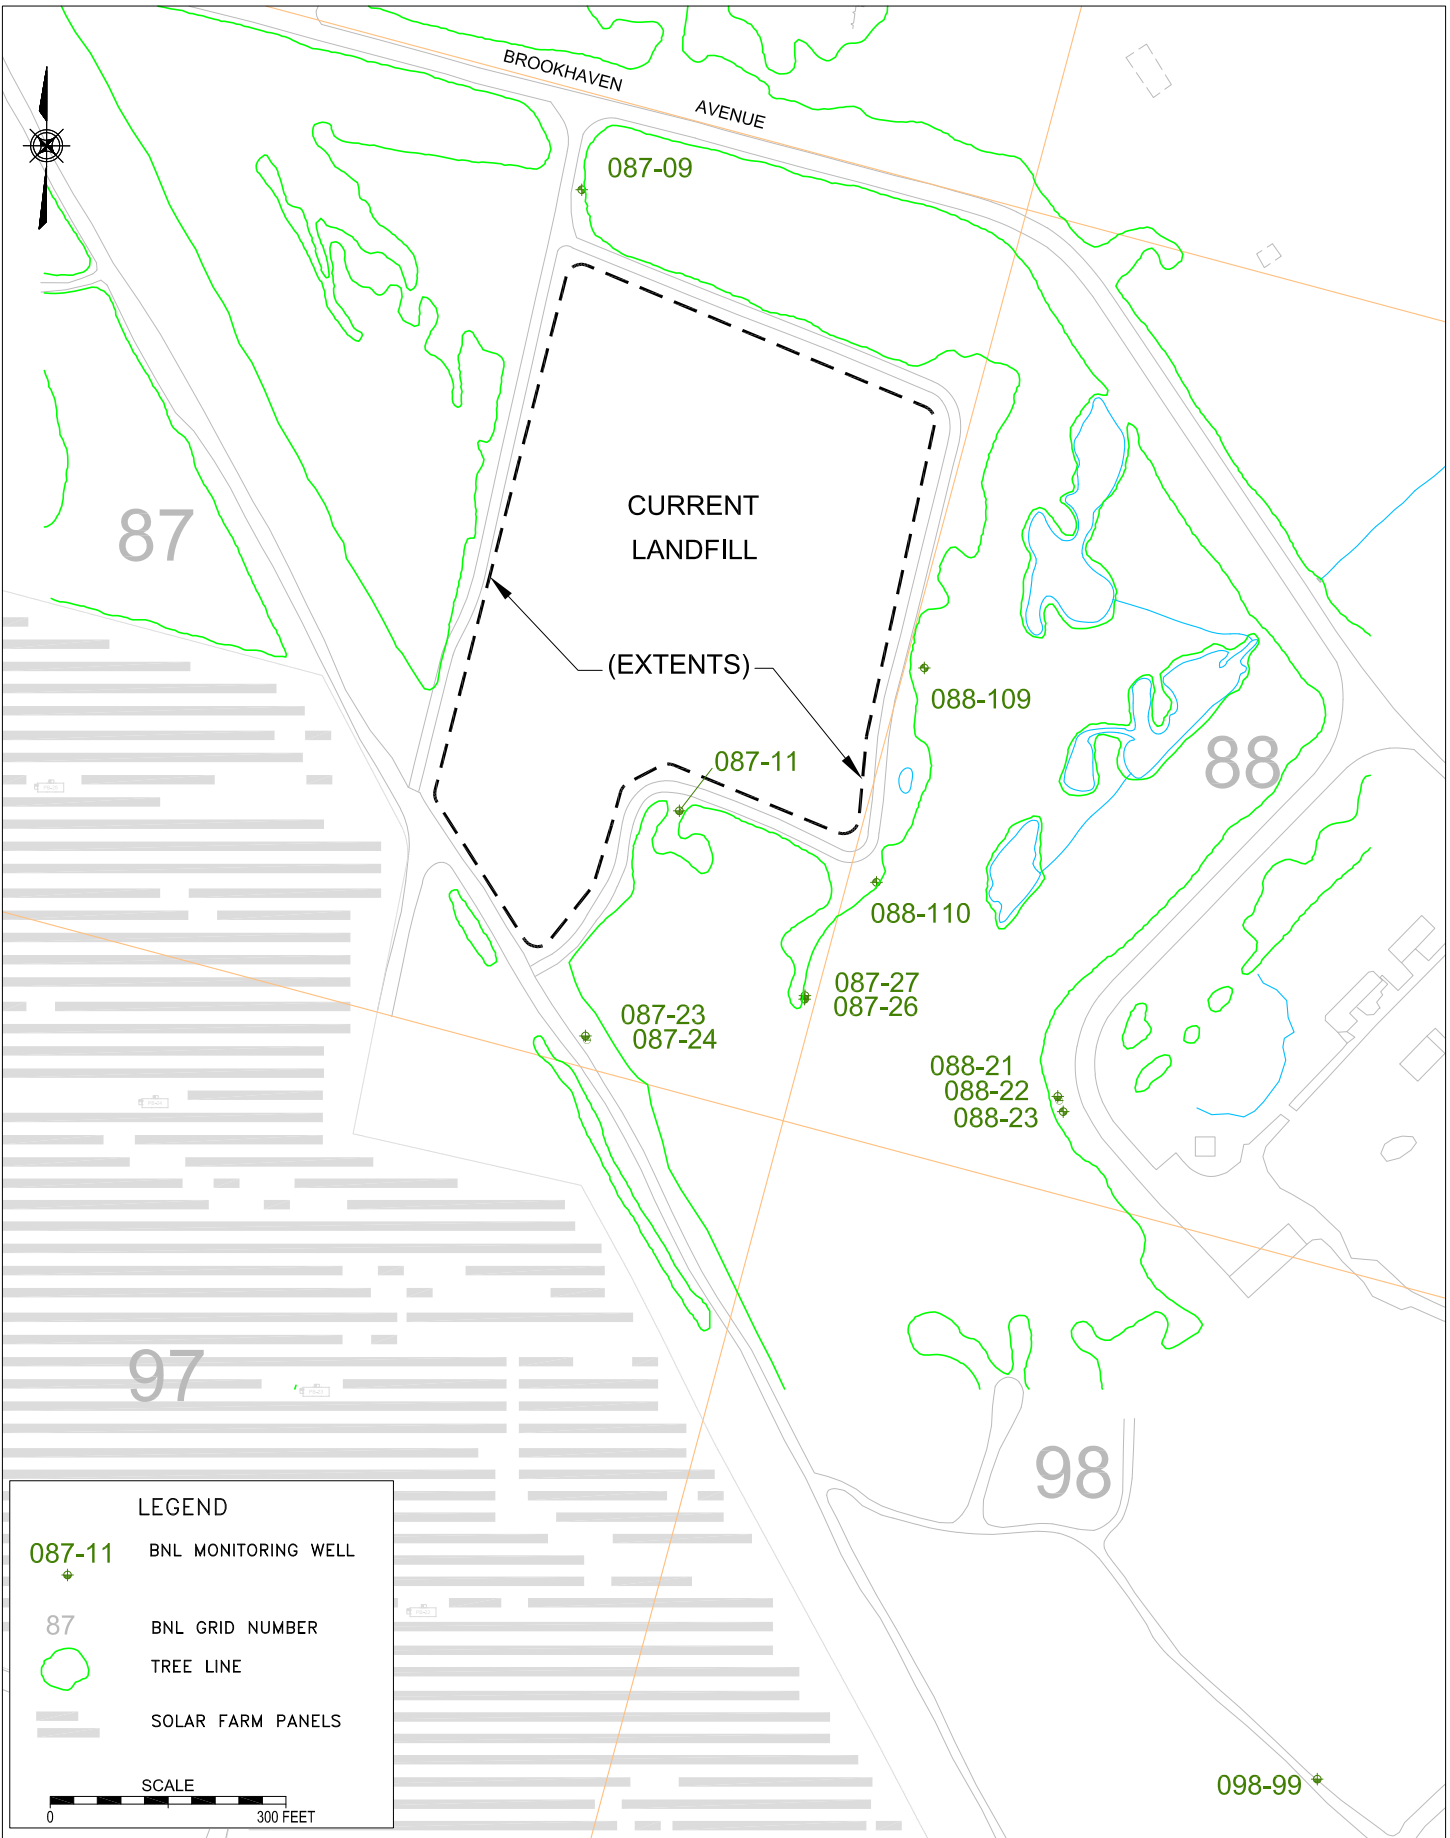 BROOKHAVEN
AVENUE
087-09
CURRENT
LANDFILL
87
(EXTENTS)
088-109
087-11
88
088-110
087-27
087-26
087-23
087-24
088-21
088-22
088-23
97
98
LEGEND
087-11 BNL MONITORING WELL
87 BNL GRID NUMBER
TREE LINE
SOLAR FARM PANELS
SCALE
0 300 FEET
098-99